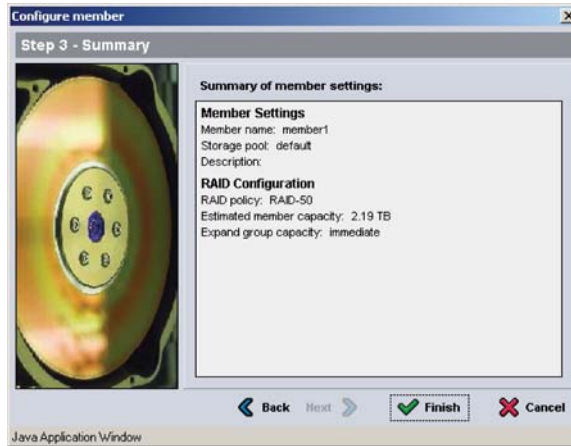 Configure member
Step 3 - Summary
Summary of member settings:
Member Settings
Member name: member1
Storage pool: default
Description:
RAID Configuration
RAID policy: RAID-50
Estimated member capacity: 2.19 TB
Expand group capacity: immediate
Back Next Finish Cancel
Java Application Window